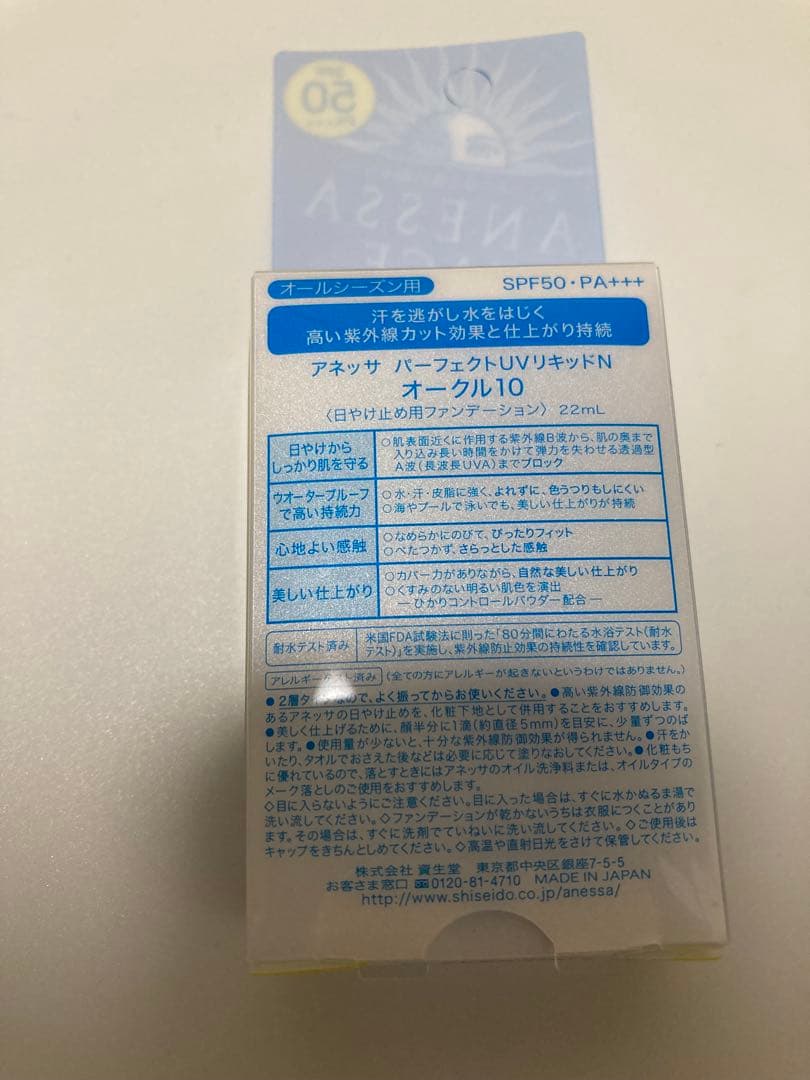 50
ANESSA
オールシーズン用
SPF50・PA+++
汗を逃がし水をはじく
高い紫外線カット効果と仕上がり持続
アネッサ パーフェクトUVリキッドN
オークル10
〈日やけ止め用ファンデーション〉 22mL
日やけから
しっかり肌を守る
○肌表面近くに作用する紫外線B波から、肌の奥まで
入り込み長い時間をかけて弾力を失わせる透過型
A波(長波長UVA)までブロック
ウオータープルーフ
で高い持続力
○水・汗・皮脂に強く、よれずに、色うつりもしにくい
○海やプールで泳いでも、美しい仕上がりが持続
心地よい感触
○なめらかにのびて、ぴったりフィット
○べたつかず、さらっとした感触
美しい仕上がり
○カバー力がありながら、自然な美しい仕上がり
○くすみのない明るい肌色を演出
―ひかりコントロールパウダー配合―
耐水テスト済み
米国FDA試験法に則った「80分間にわたる水浴テスト(耐水
テスト)」を実施し、紫外線防止効果の持続性を確認しています。
アレルギーテスト済み (全ての方にアレルギーが起きないというわけではありません。)
●2層タイプなので、よく振ってからお使いください。●高い紫外線防御効果の
あるアネッサの日やけ止めを、化粧下地として併用することをおすすめします。
●美しく仕上げるために、顔半分に1滴(約直径5mm)を目安に、少量ずつのば
します。●使用量が少ないと、十分な紫外線防御効果が得られません。●汗をか
いたり、タオルでおさえた後などは必要に応じて塗りなおしてください。●化粧もち
に優れているので、落とすときにはアネッサのオイル洗浄料または、オイルタイプの
メーク落としのご使用をおすすめします。
◇目に入らないようにご注意ください。目に入った場合は、すぐに水かぬるま湯で
洗い流してください。◇ファンデーションが乾かないうちは衣服につくことがあり
ます。その場合は、すぐに洗剤でていねいに洗い流してください。◇ご使用後は
キャップをきちんとしめてください。◇高温や直射日光をさけて保管してください。
株式会社 資生堂 東京都中央区銀座7-5-5
お客さま窓口 0120-81-4710 MADE IN JAPAN
http://www.shiseido.co.jp/anessa/